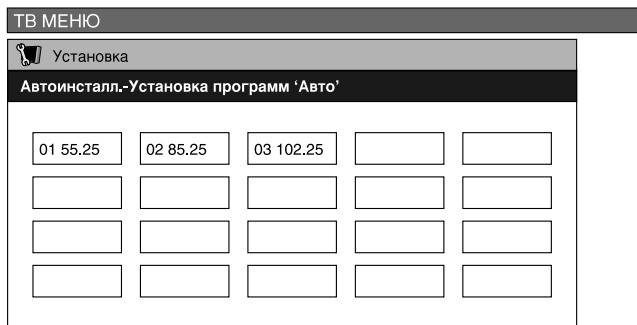 ТВ МЕНЮ
Установка
Автоинсталл.-Установка программ ‘Авто’
01 55.25 02 85.25 03 102.25